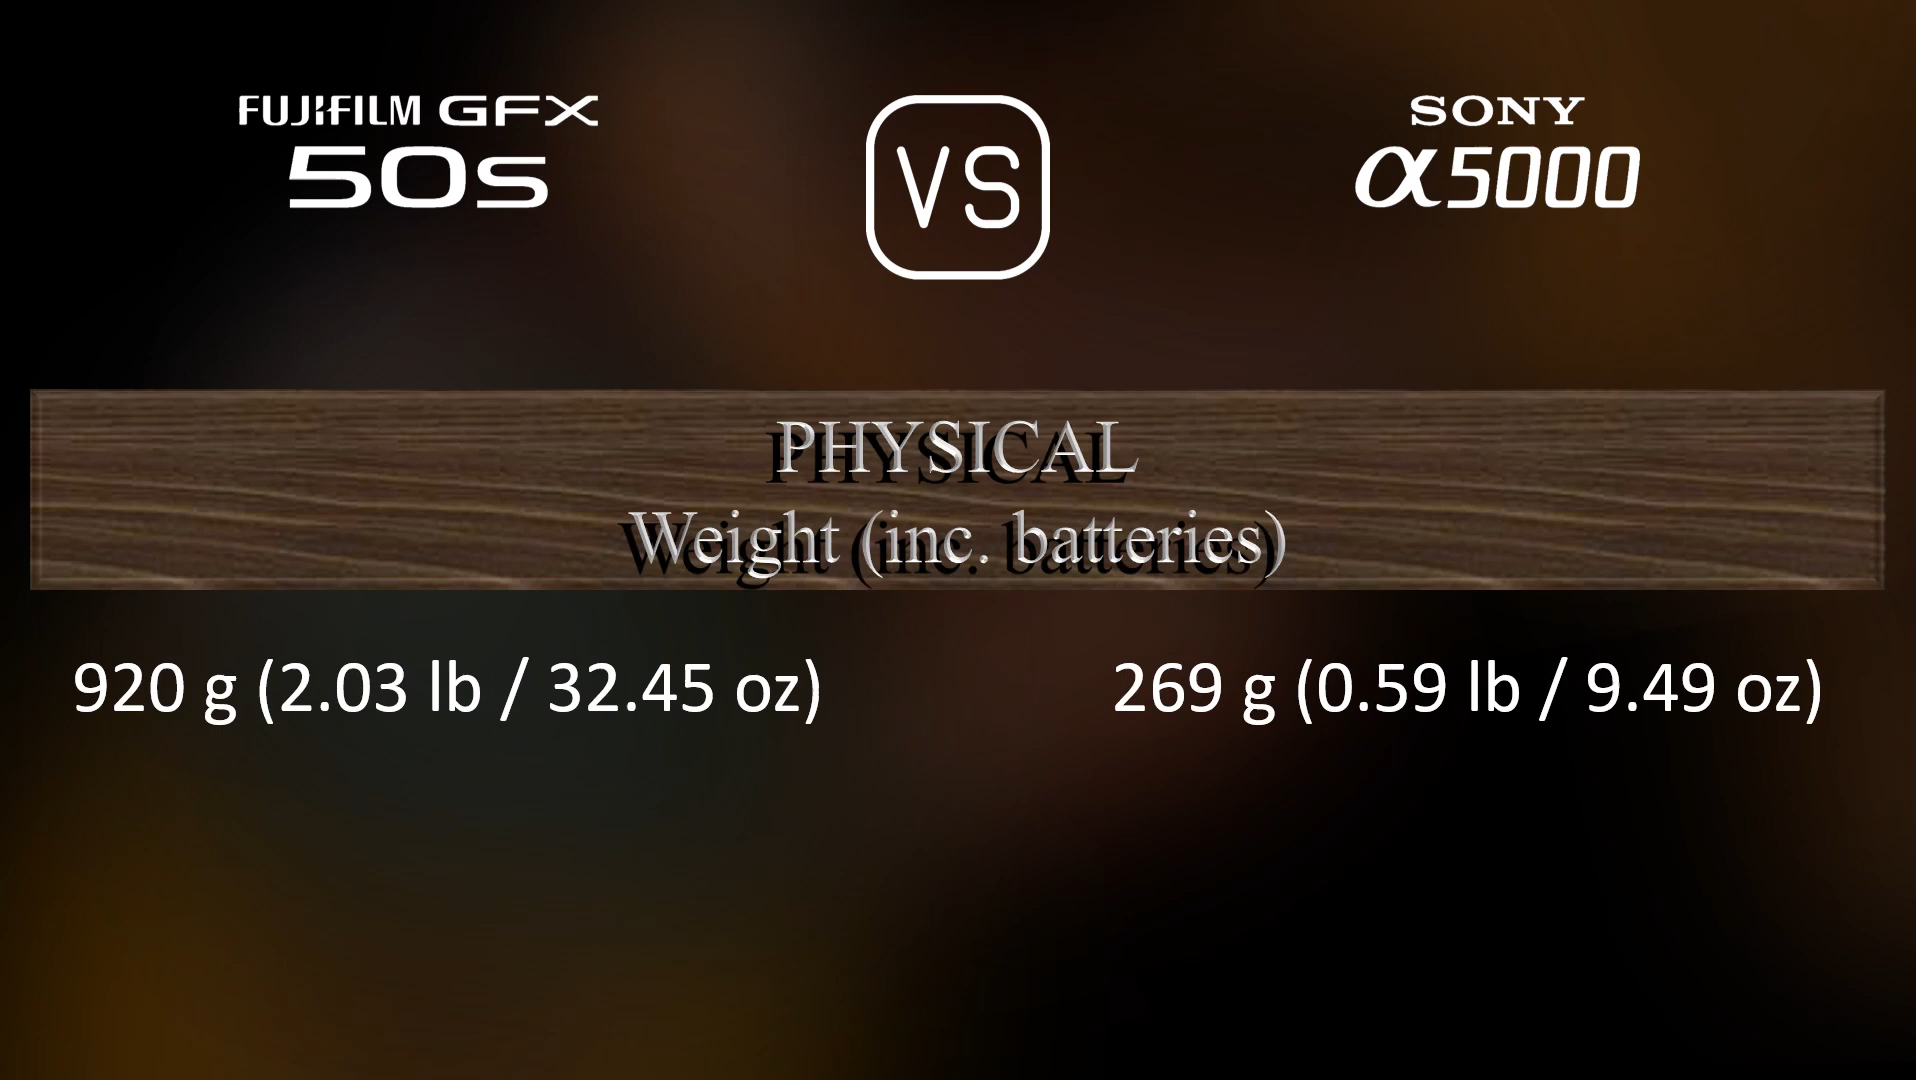 FUJIFILM GFX
50s
VS
SONY
α5000
PHYSICAL
Weight (inc. batteries)
920 g (2.03 lb / 32.45 oz)
269 g (0.59 lb / 9.49 oz)